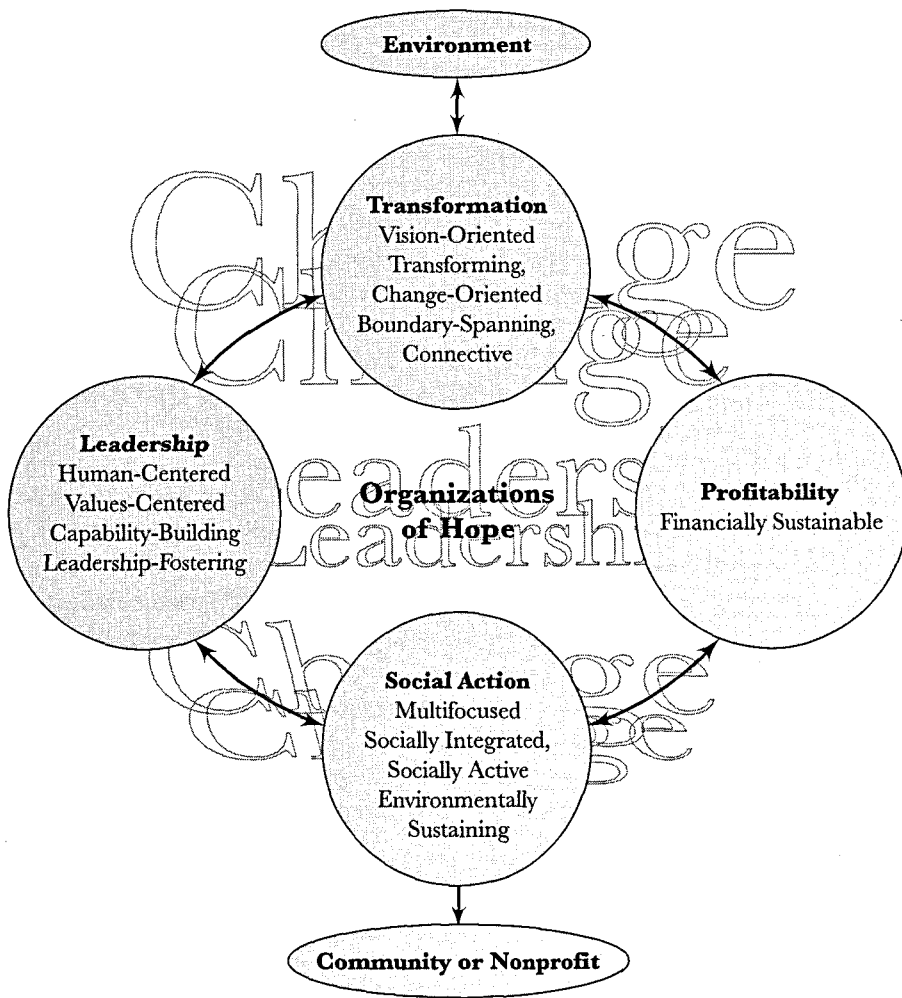 Environment
Transformation
Vision-Oriented
Transforming,
Change-Oriented
Boundary-Spanning,
Connective
Leadership
Human-Centered
Values-Centered
Capability-Building
Leadership-Fostering
Organizations
of Hope
Profitability
Financially Sustainable
Social Action
Multifocused
Socially Integrated,
Socially Active
Environmentally
Sustaining
Community or Nonprofit